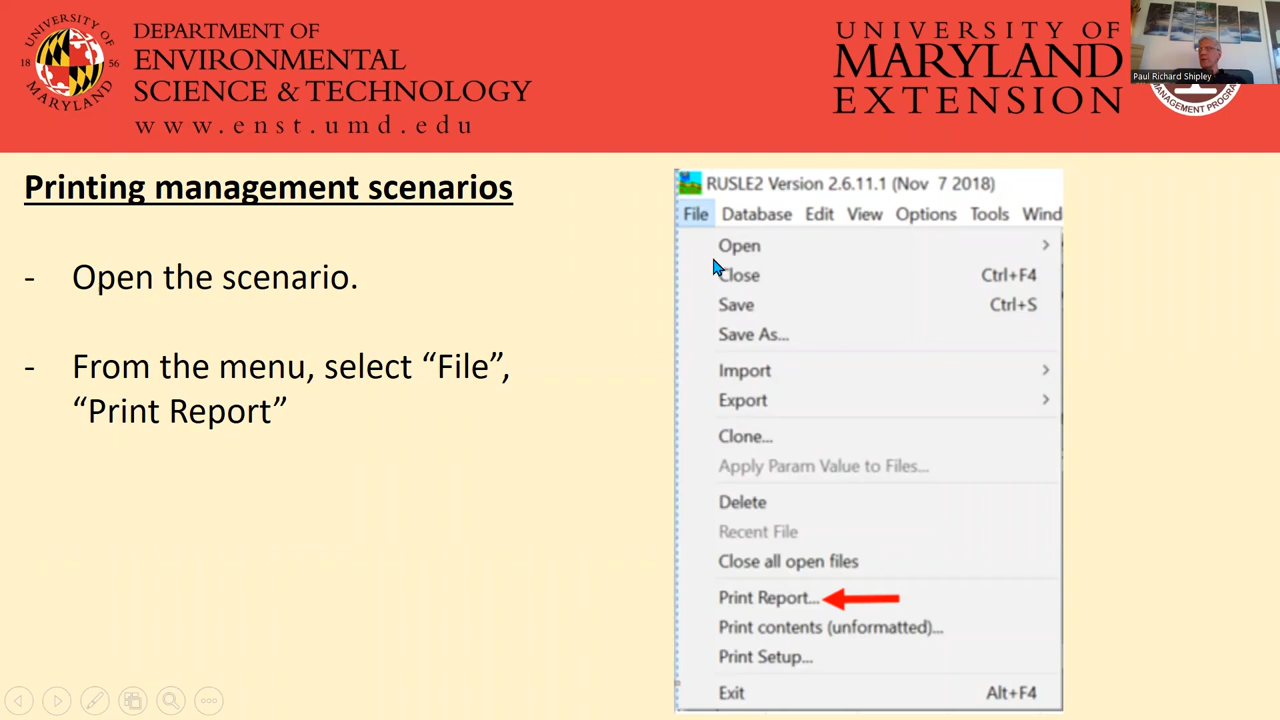 UNIVERSITY OF
18 56
MARYLAND
DEPARTMENT OF
ENVIRONMENTAL
SCIENCE & TECHNOLOGY
www.enst.umd.edu
UNIVERSITY OF
MARYLAND
EXTENSION
Paul Richard Shipley
MANAGEMENT PROGRAM
Printing management scenarios
- Open the scenario.
- From the menu, select “File”,
“Print Report”
RUSLE2 Version 2.6.11.1 (Nov 7 2018)
File Database Edit View Options Tools Wind
Open
Close Ctrl+F4
Save Ctrl+S
Save As...
Import
Export
Clone...
Apply Param Value to Files...
Delete
Recent File
Close all open files
Print Report...
Print contents (unformatted)...
Print Setup...
Exit Alt+F4